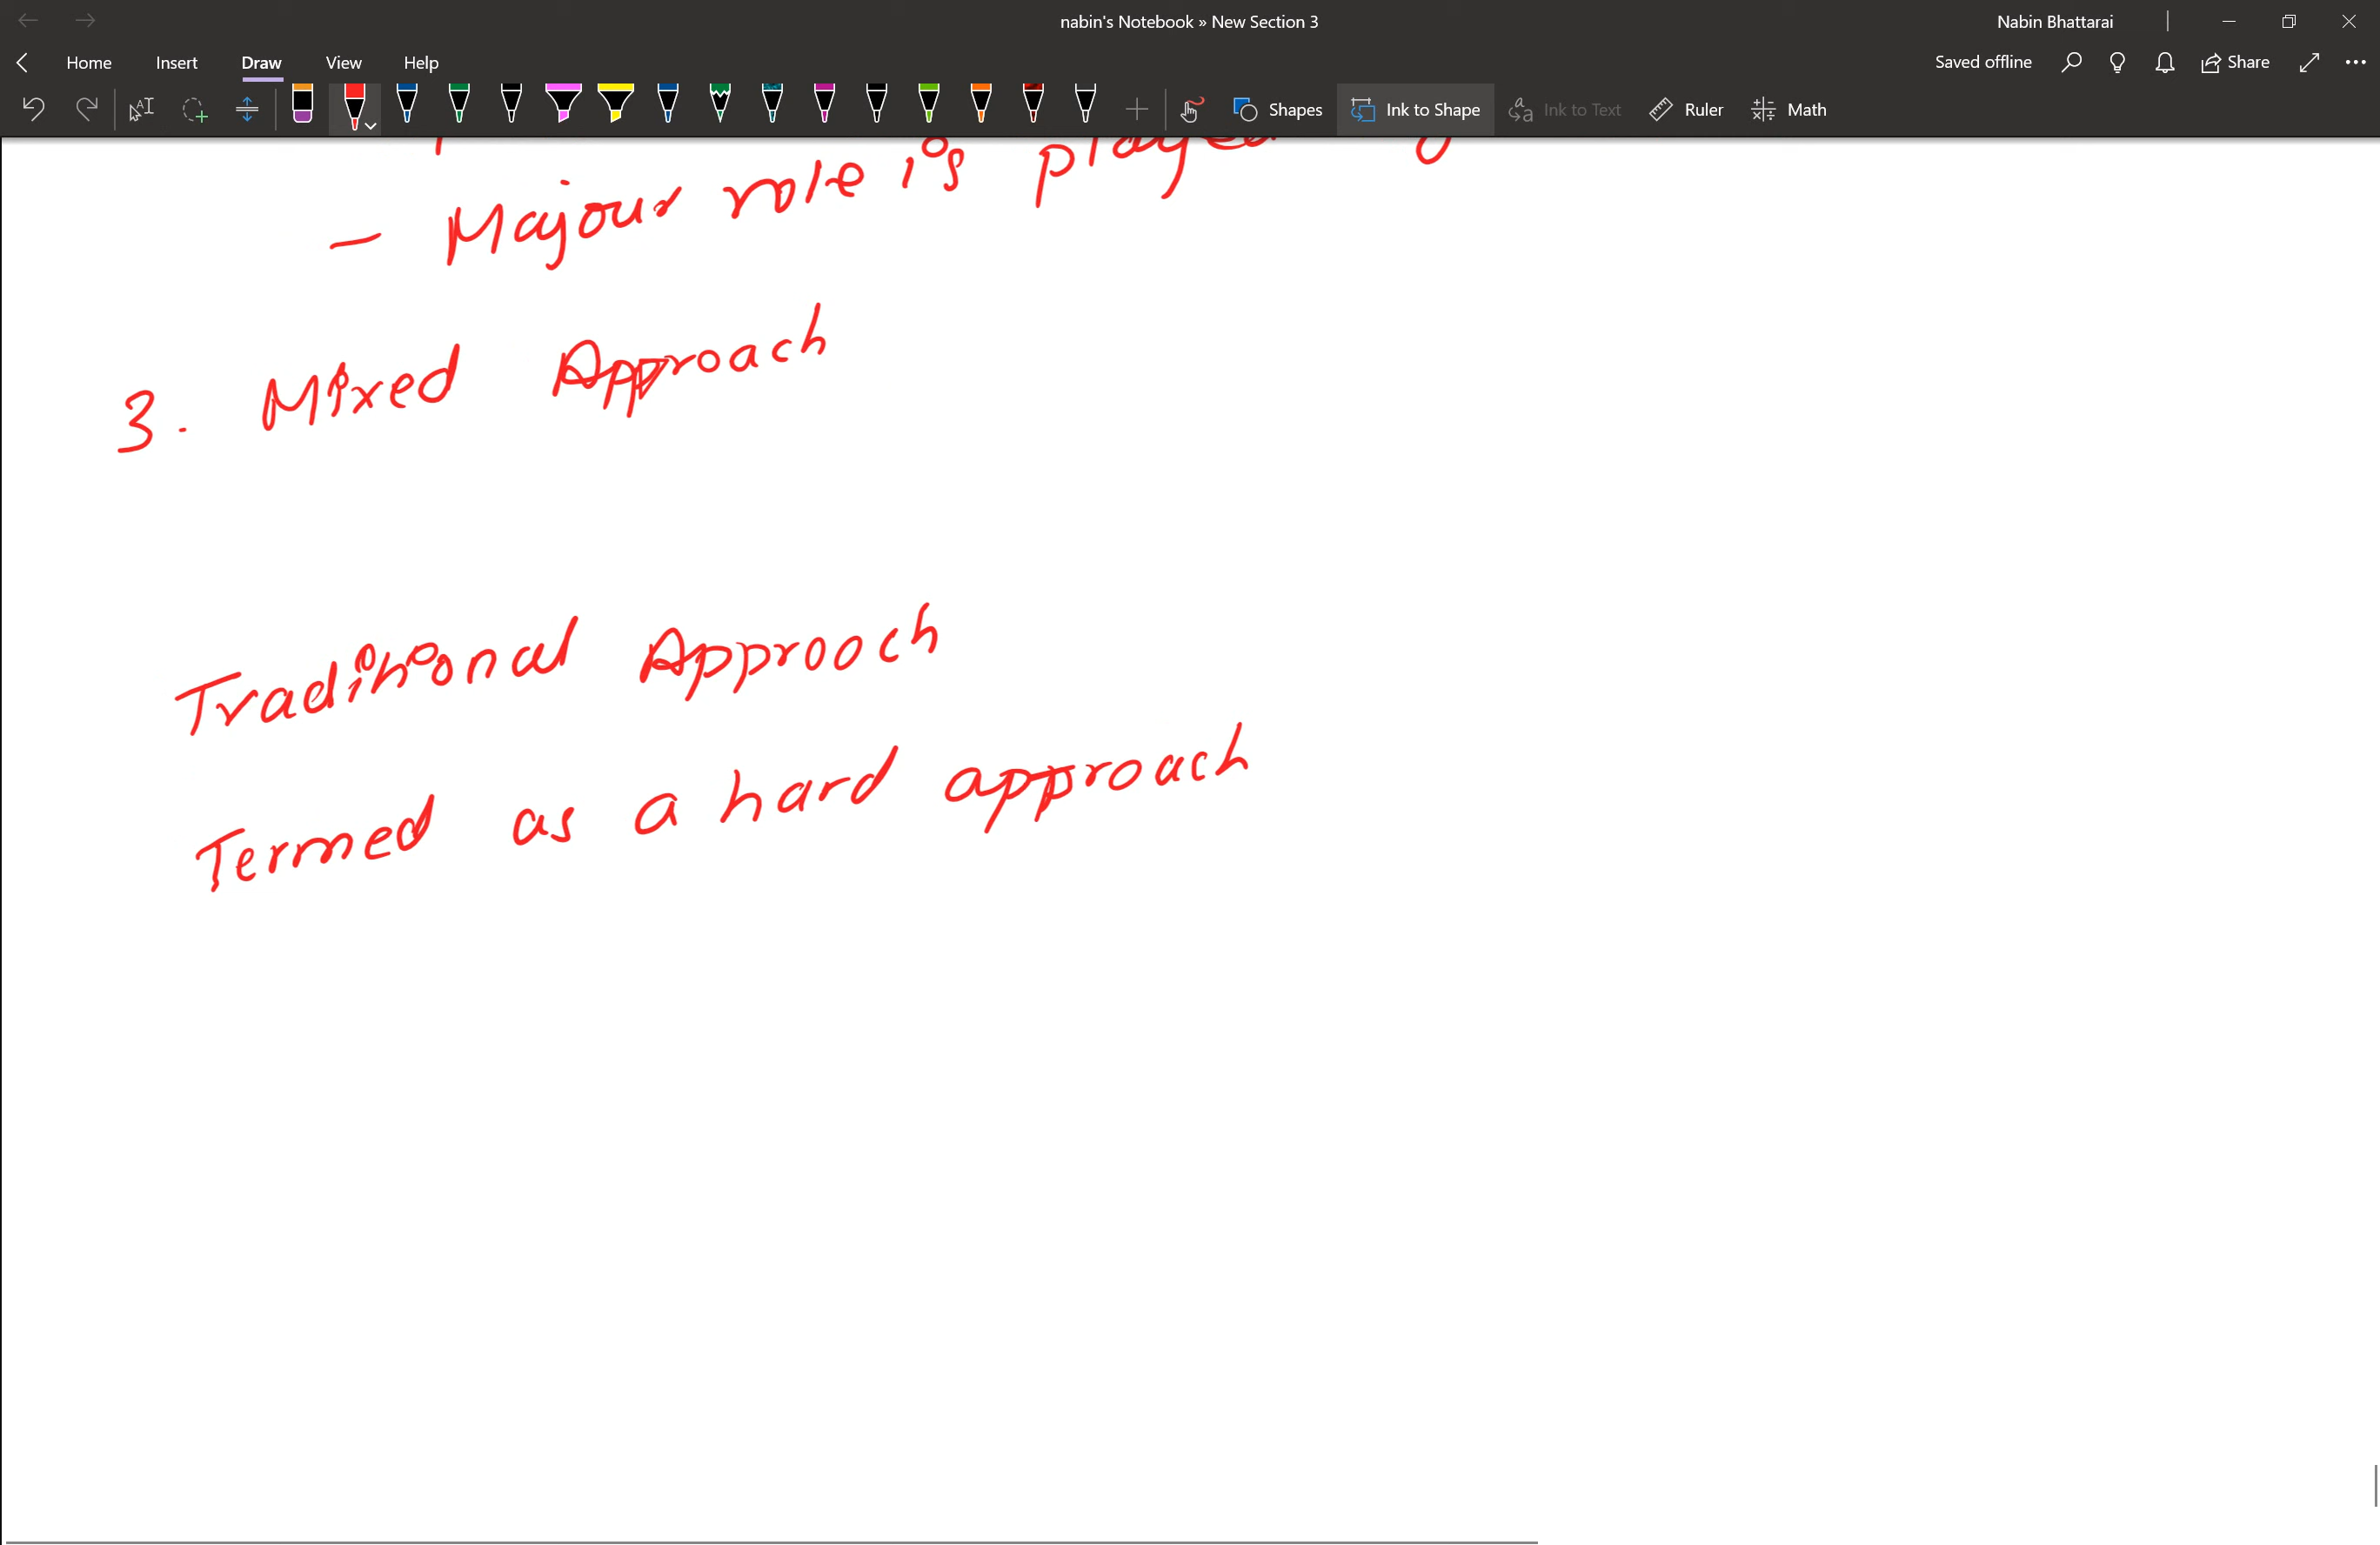 nabin's Notebook » New Section 3
Nabin Bhattarai
Home Insert Draw View Help
Saved offline
Share
Shapes Ink to Shape Ink to Text Ruler Math
- Majour role is played
3. Mixed Approach
Traditional Approach
Termed as a hard approach